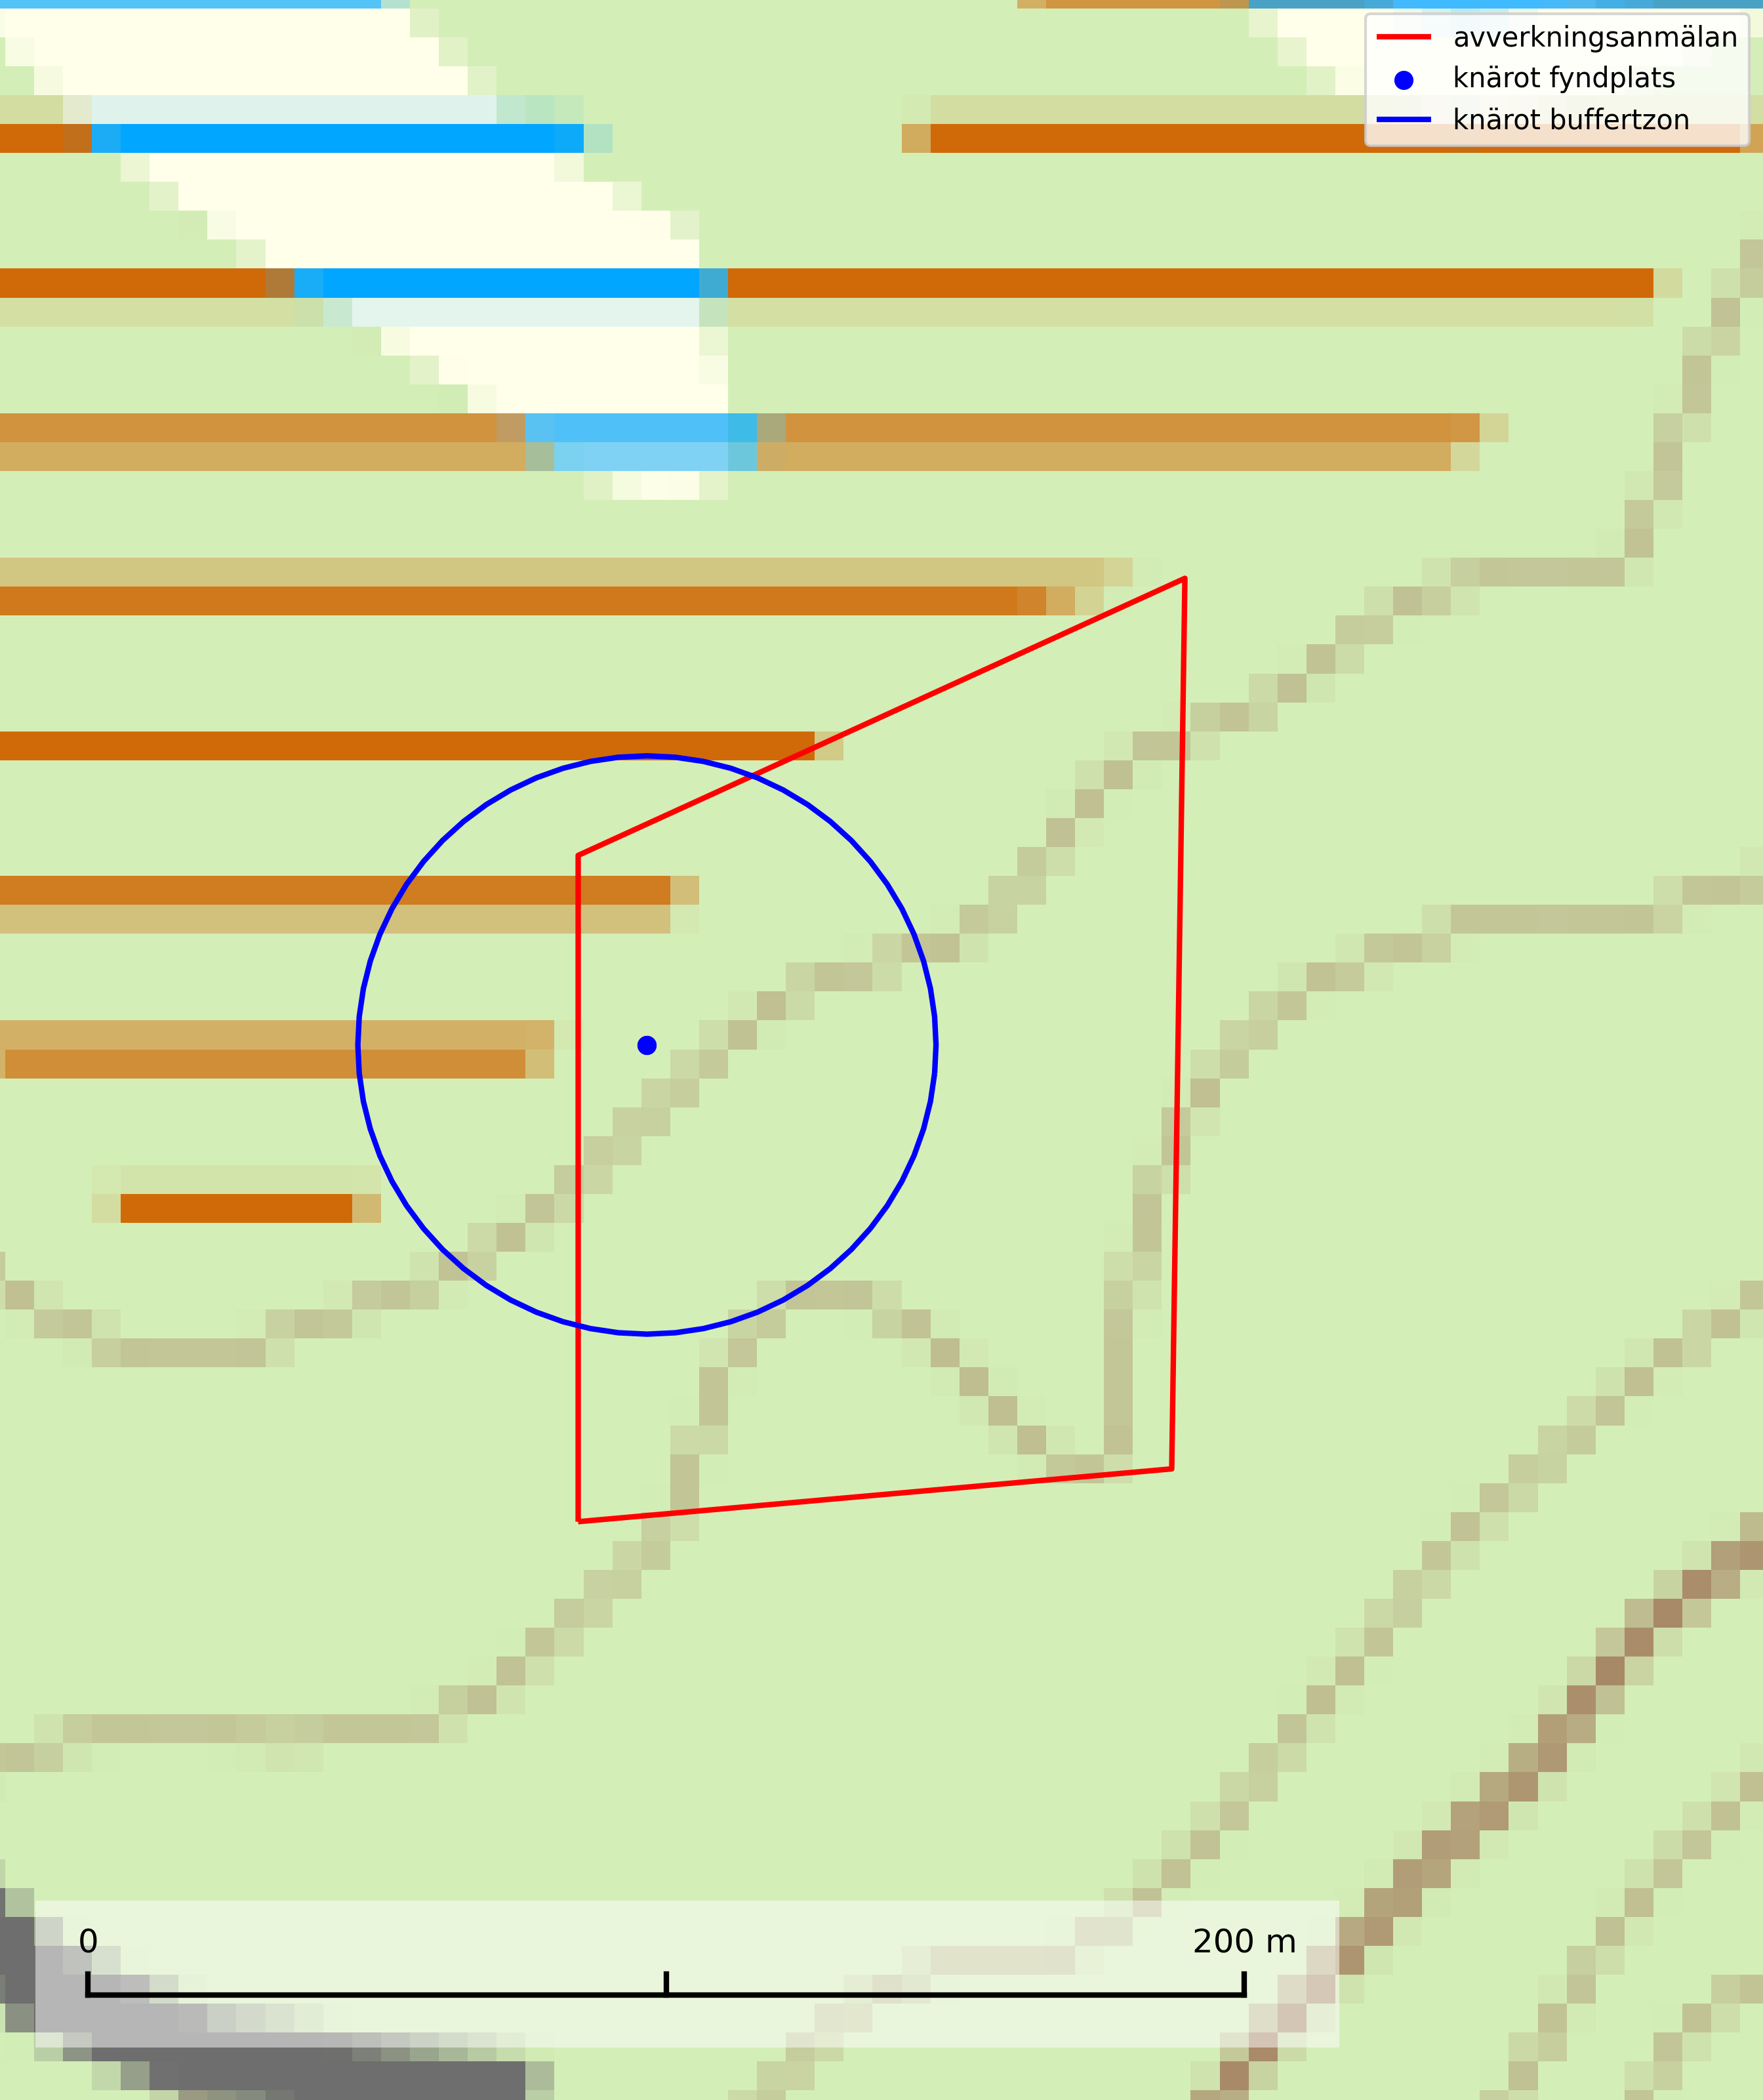 avverkningsanmälan
knärot fyndplats
knärot buffertzon
0
200 m